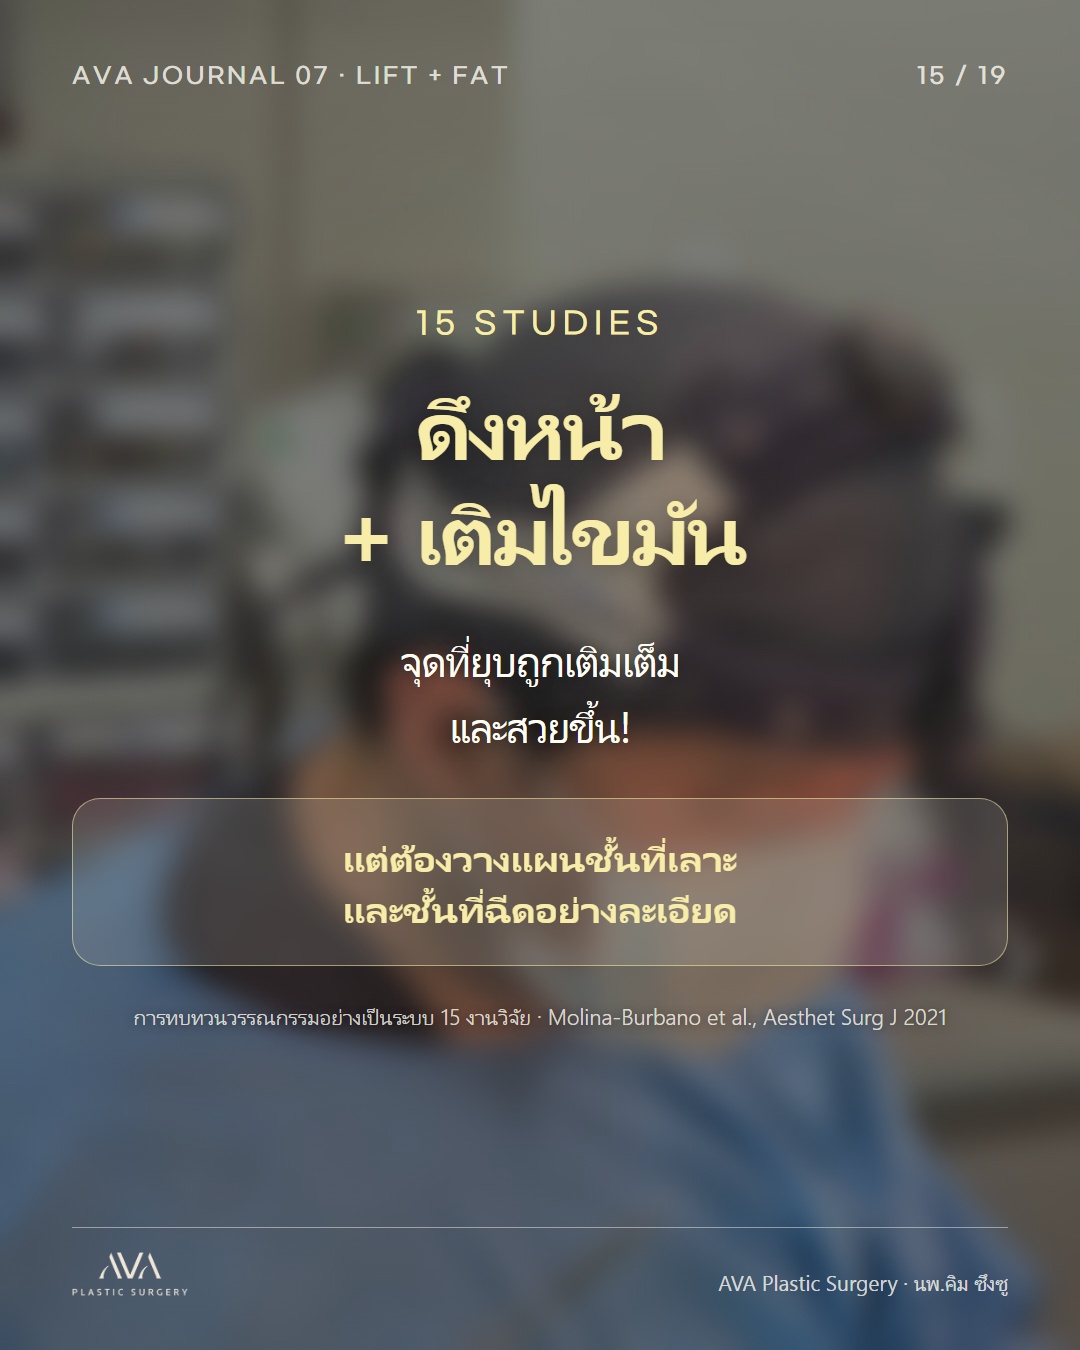 AVA JOURNAL 07 · LIFT + FAT
15 / 19
15 STUDIES
ดึงหน้า
+ เติมไขมัน
จุดที่ยุบถูกเติมเต็ม
และสวยขึ้น!
แต่ต้องวางแผนชั้นที่เลาะ
และชั้นที่ฉีดอย่างละเอียด
การทบทวนวรรณกรรมอย่างเป็นระบบ 15 งานวิจัย · Molina-Burbano et al., Aesthet Surg J 2021
AVA
PLASTIC SURGERY
AVA Plastic Surgery · นพ.คิม ซึงซู